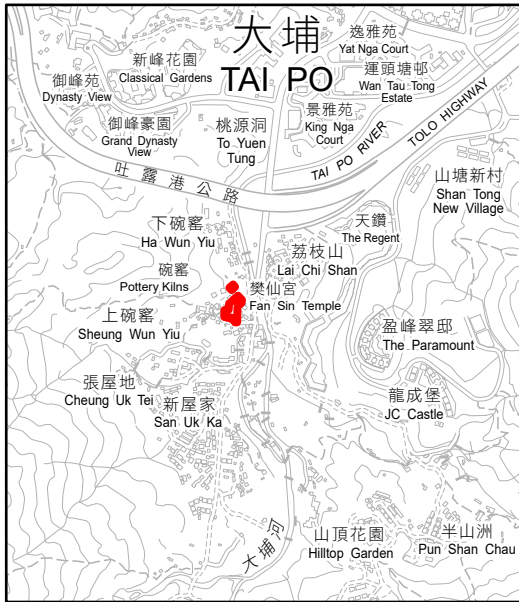 大埔
TAI PO
逸雅苑
Yat Nga Court
新峰花園
Classical Gardens
運頭塘邨
Wan Tau Tong
Estate
御峰苑
Dynasty View
景雅苑
King Nga
Court
御峰豪園
Grand Dynasty
View
桃源洞
To Yuen
Tung
TAI PO RIVER
TOLO HIGHWAY
吐露港公路
山塘新村
Shan Tong
New Village
下碗窰
Ha Wun Yiu
天鑽
The Regent
荔枝山
Lai Chi Shan
碗窰
Pottery Kilns
樊仙宮
Fan Sin Temple
上碗窰
Sheung Wun Yiu
盈峰翠邸
The Paramount
張屋地
Cheung Uk Tei
新屋家
San Uk Ka
龍成堡
JC Castle
大埔河
山頂花園
Hilltop Garden
半山洲
Pun Shan Chau